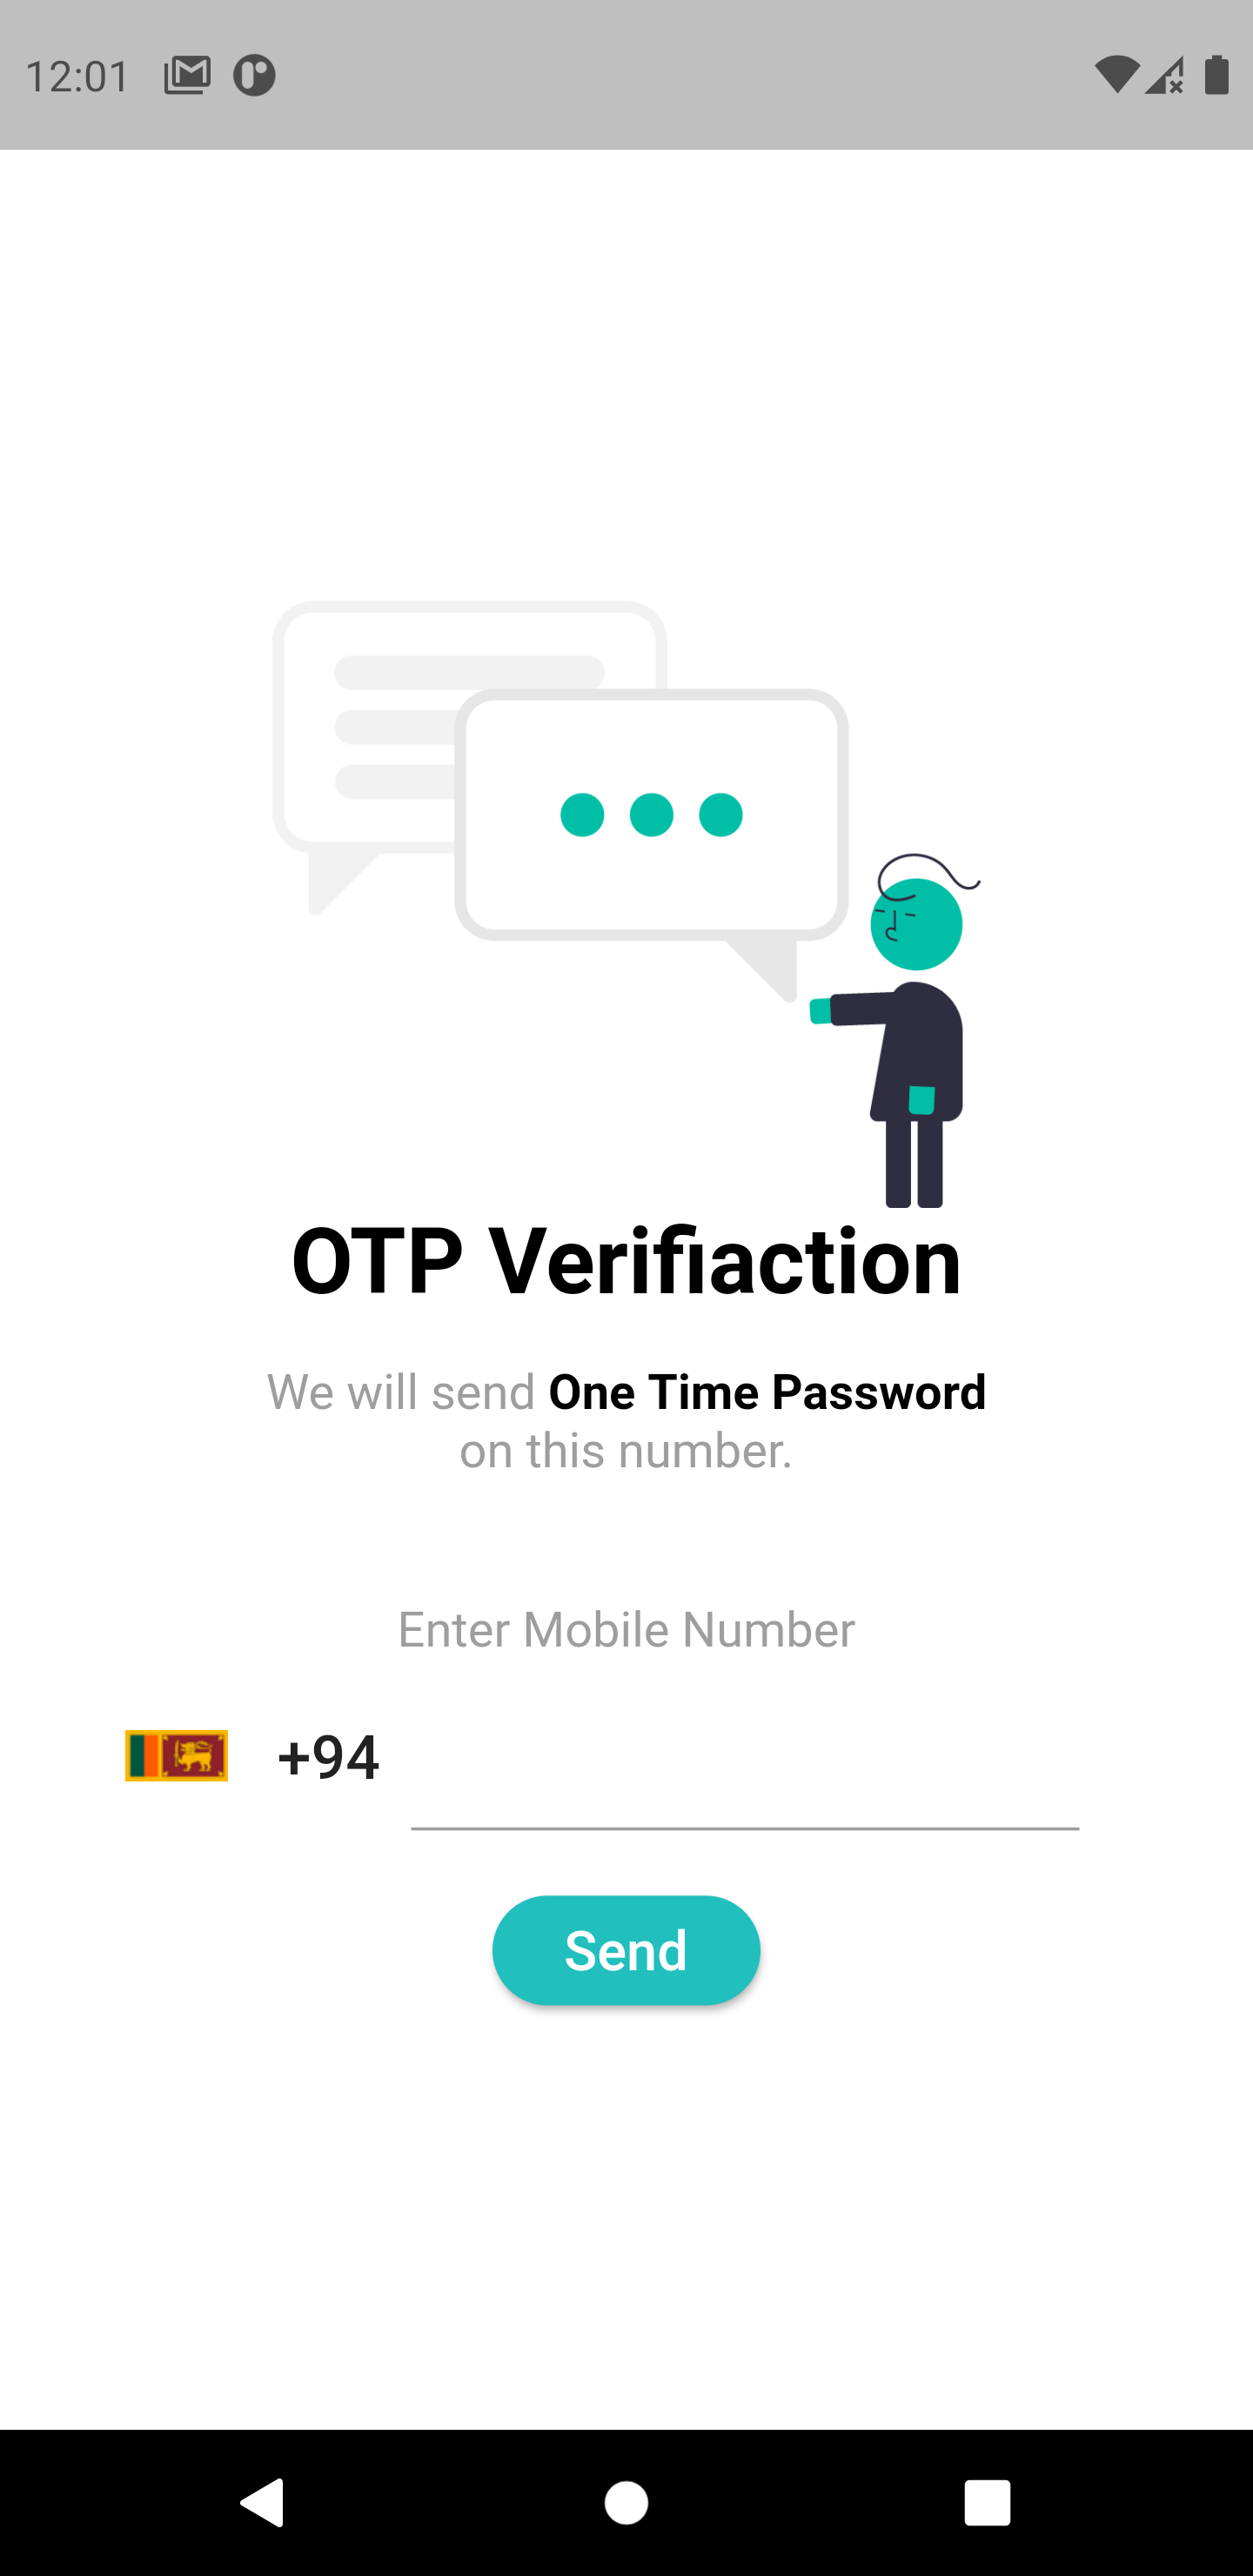 12:01
OTP Verifiaction
We will send One Time Password
on this number.
Enter Mobile Number
+94
Send